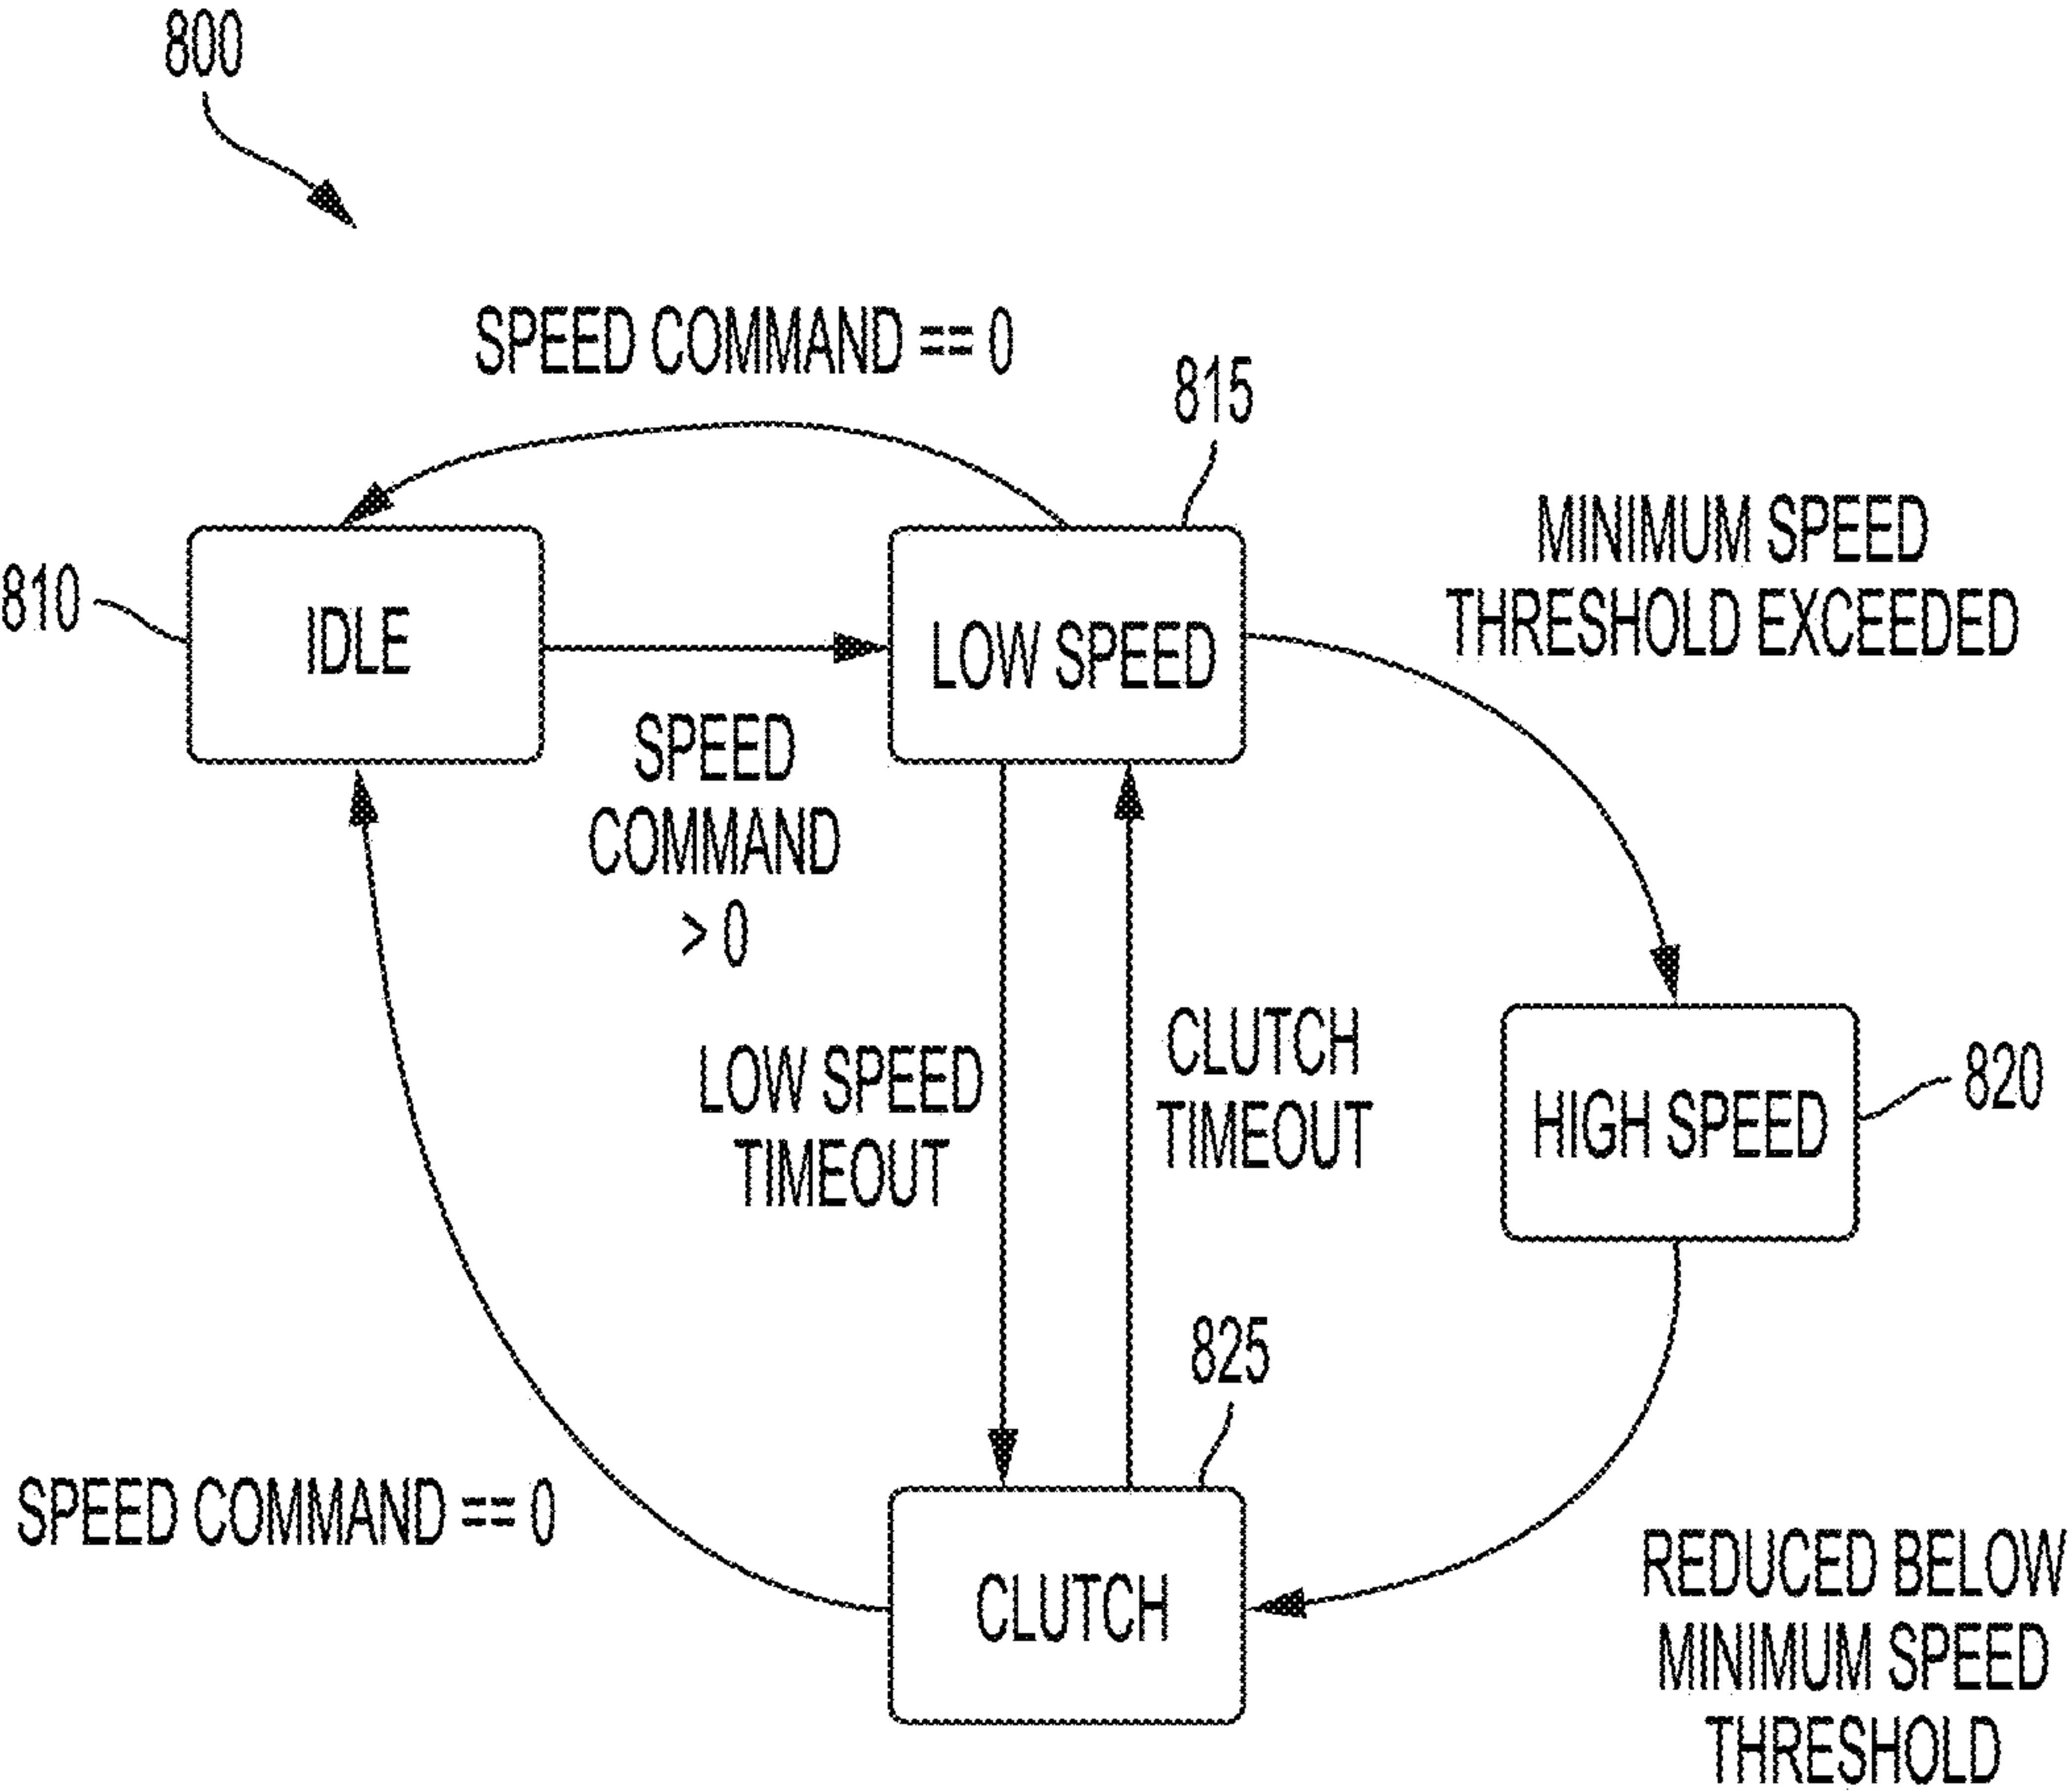 800
SPEED COMMAND == 0
815
MINIMUM SPEED
THRESHOLD EXCEEDED
810
IDLE
LOW SPEED
SPEED
COMMAND
> 0
LOW SPEED
TIMEOUT
CLUTCH
TIMEOUT
HIGH SPEED
820
825
SPEED COMMAND == 0
CLUTCH
REDUCED BELOW
MINIMUM SPEED
THRESHOLD